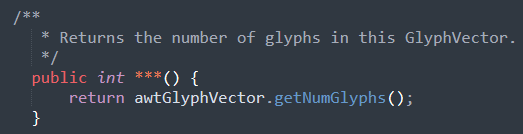 /**
* Returns the number of glyphs in this GlyphVector.
*/
public int ***() {
return awtGlyphVector.getNumGlyphs();
}